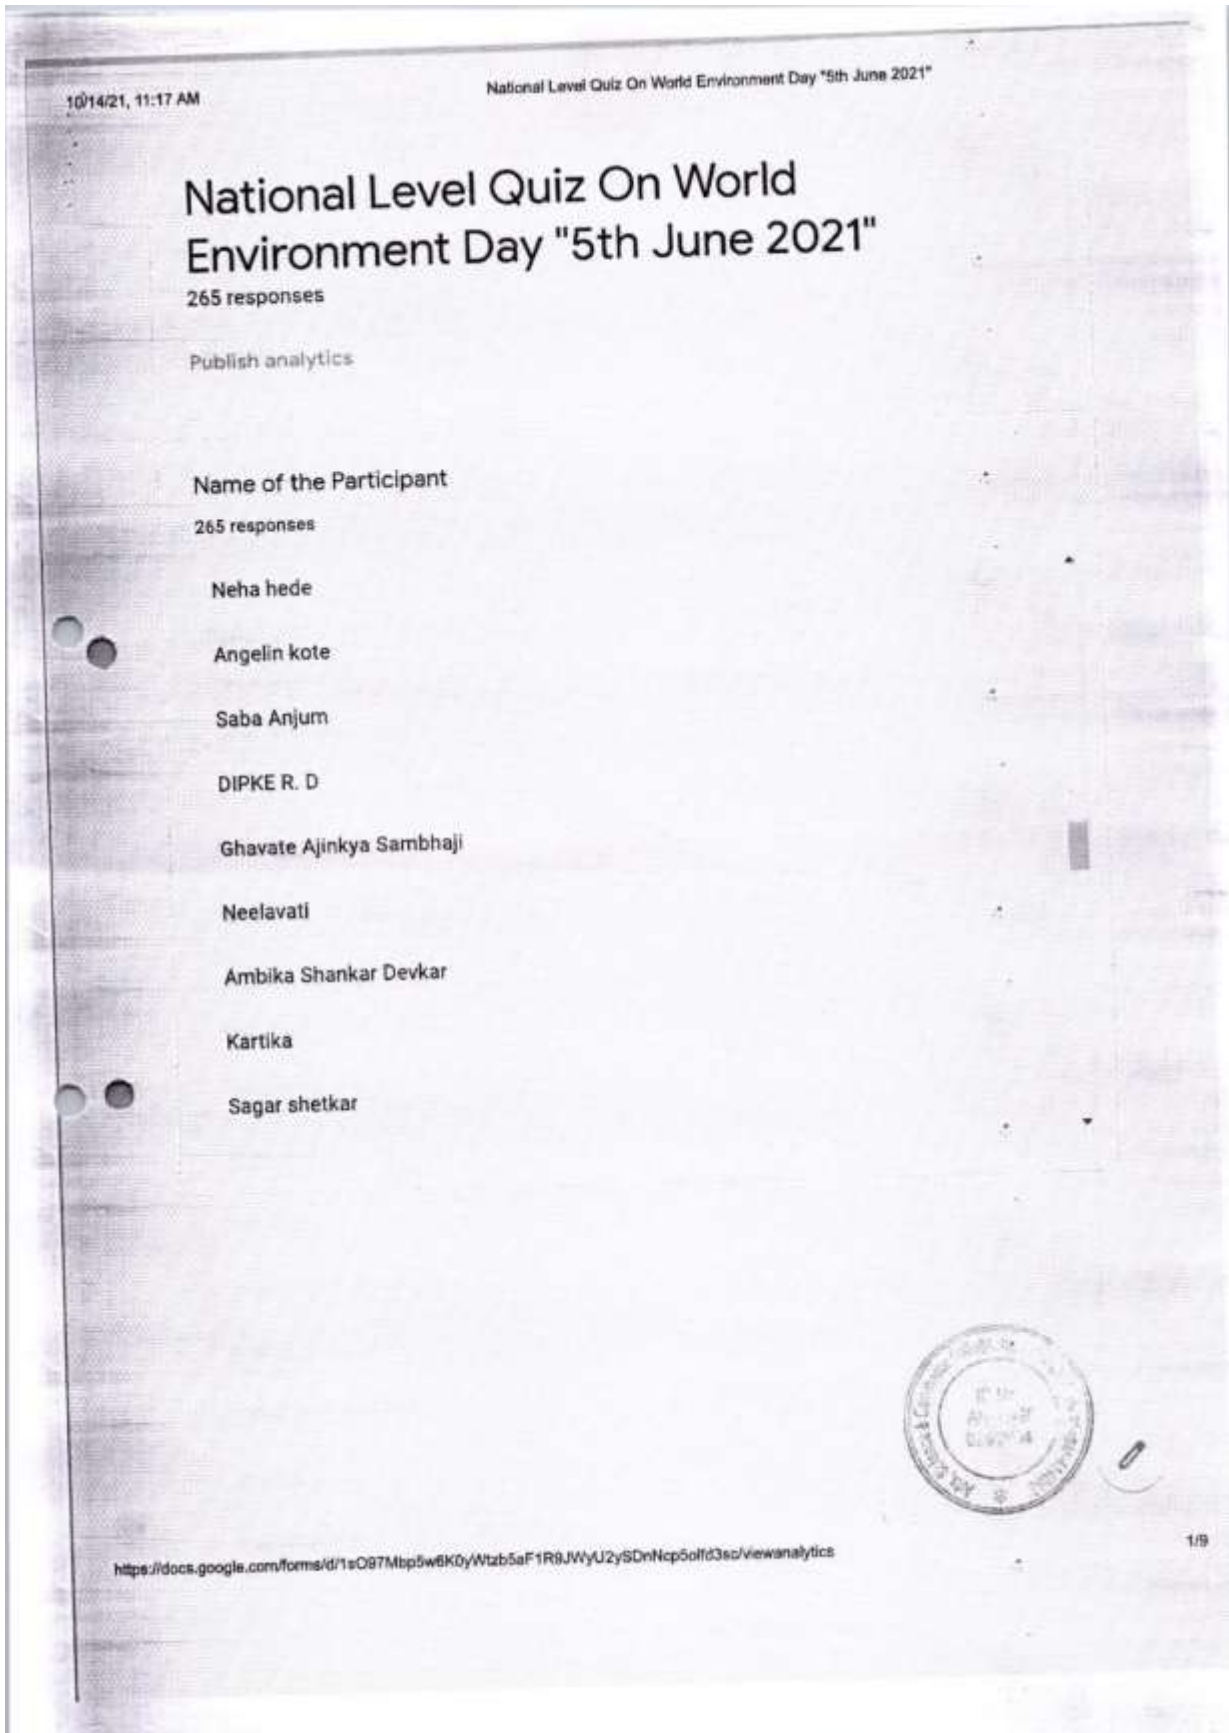 10/14/21, 11:17 AM
National Level Quiz On World Environment Day "5th June 2021"
National Level Quiz On World
Environment Day "5th June 2021"
265 responses
Publish analytics
Name of the Participant
265 responses
Neha hede
Angelin kote
Saba Anjum
DIPKE R. D
Ghavate Ajinkya Sambhaji
Neelavati
Ambika Shankar Devkar
Kartika
Sagar shetkar
Arts, Science & Commerce
https://docs.google.com/forms/d/1sO97Mbp5w6K0yWtzb5aF1R9JWyU2ySDnNcp5olfd3sc/viewanalytics
1/9